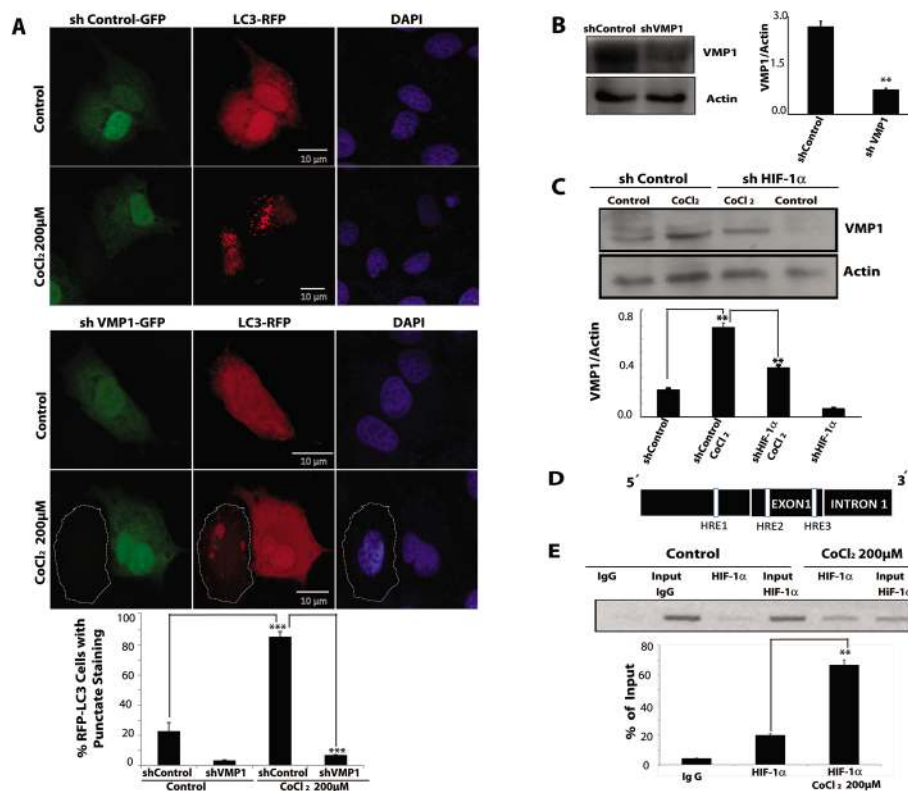 A
sh Control-GFP LC3-RFP DAPI
Control
10 µm
CoCl₂ 200µM
10 µm
sh VMP1-GFP LC3-RFP DAPI
Control
10 µm
CoCl₂ 200µM
10 µm
% RFP-LC3 Cells with
Punctate Staining
100
80
60
40
20
0
***
***
shControl shVMP1 shControl shVMP1
Control CoCl₂ 200µM
B
shControl shVMP1
VMP1
Actin
VMP1/Actin
3.0
1.5
0.0
**
shControl
sh VMP1
C
sh Control sh HIF-1α
Control CoCl₂ CoCl₂ Control
VMP1
Actin
VMP1/Actin
0.8
0.4
0.0
**
**
shControl
shControl CoCl₂
shHIF-1α CoCl₂
shHIF-1α
D
5´ 3´
EXON1 INTRON 1
HRE1 HRE2 HRE3
E
Control CoCl₂ 200µM
IgG Input HIF-1α Input HIF-1α Input
IgG HIF-1α HiF-1α
% of Input
80
60
40
20
0
**
Ig G HIF-1α HIF-1α
CoCl₂ 200µM